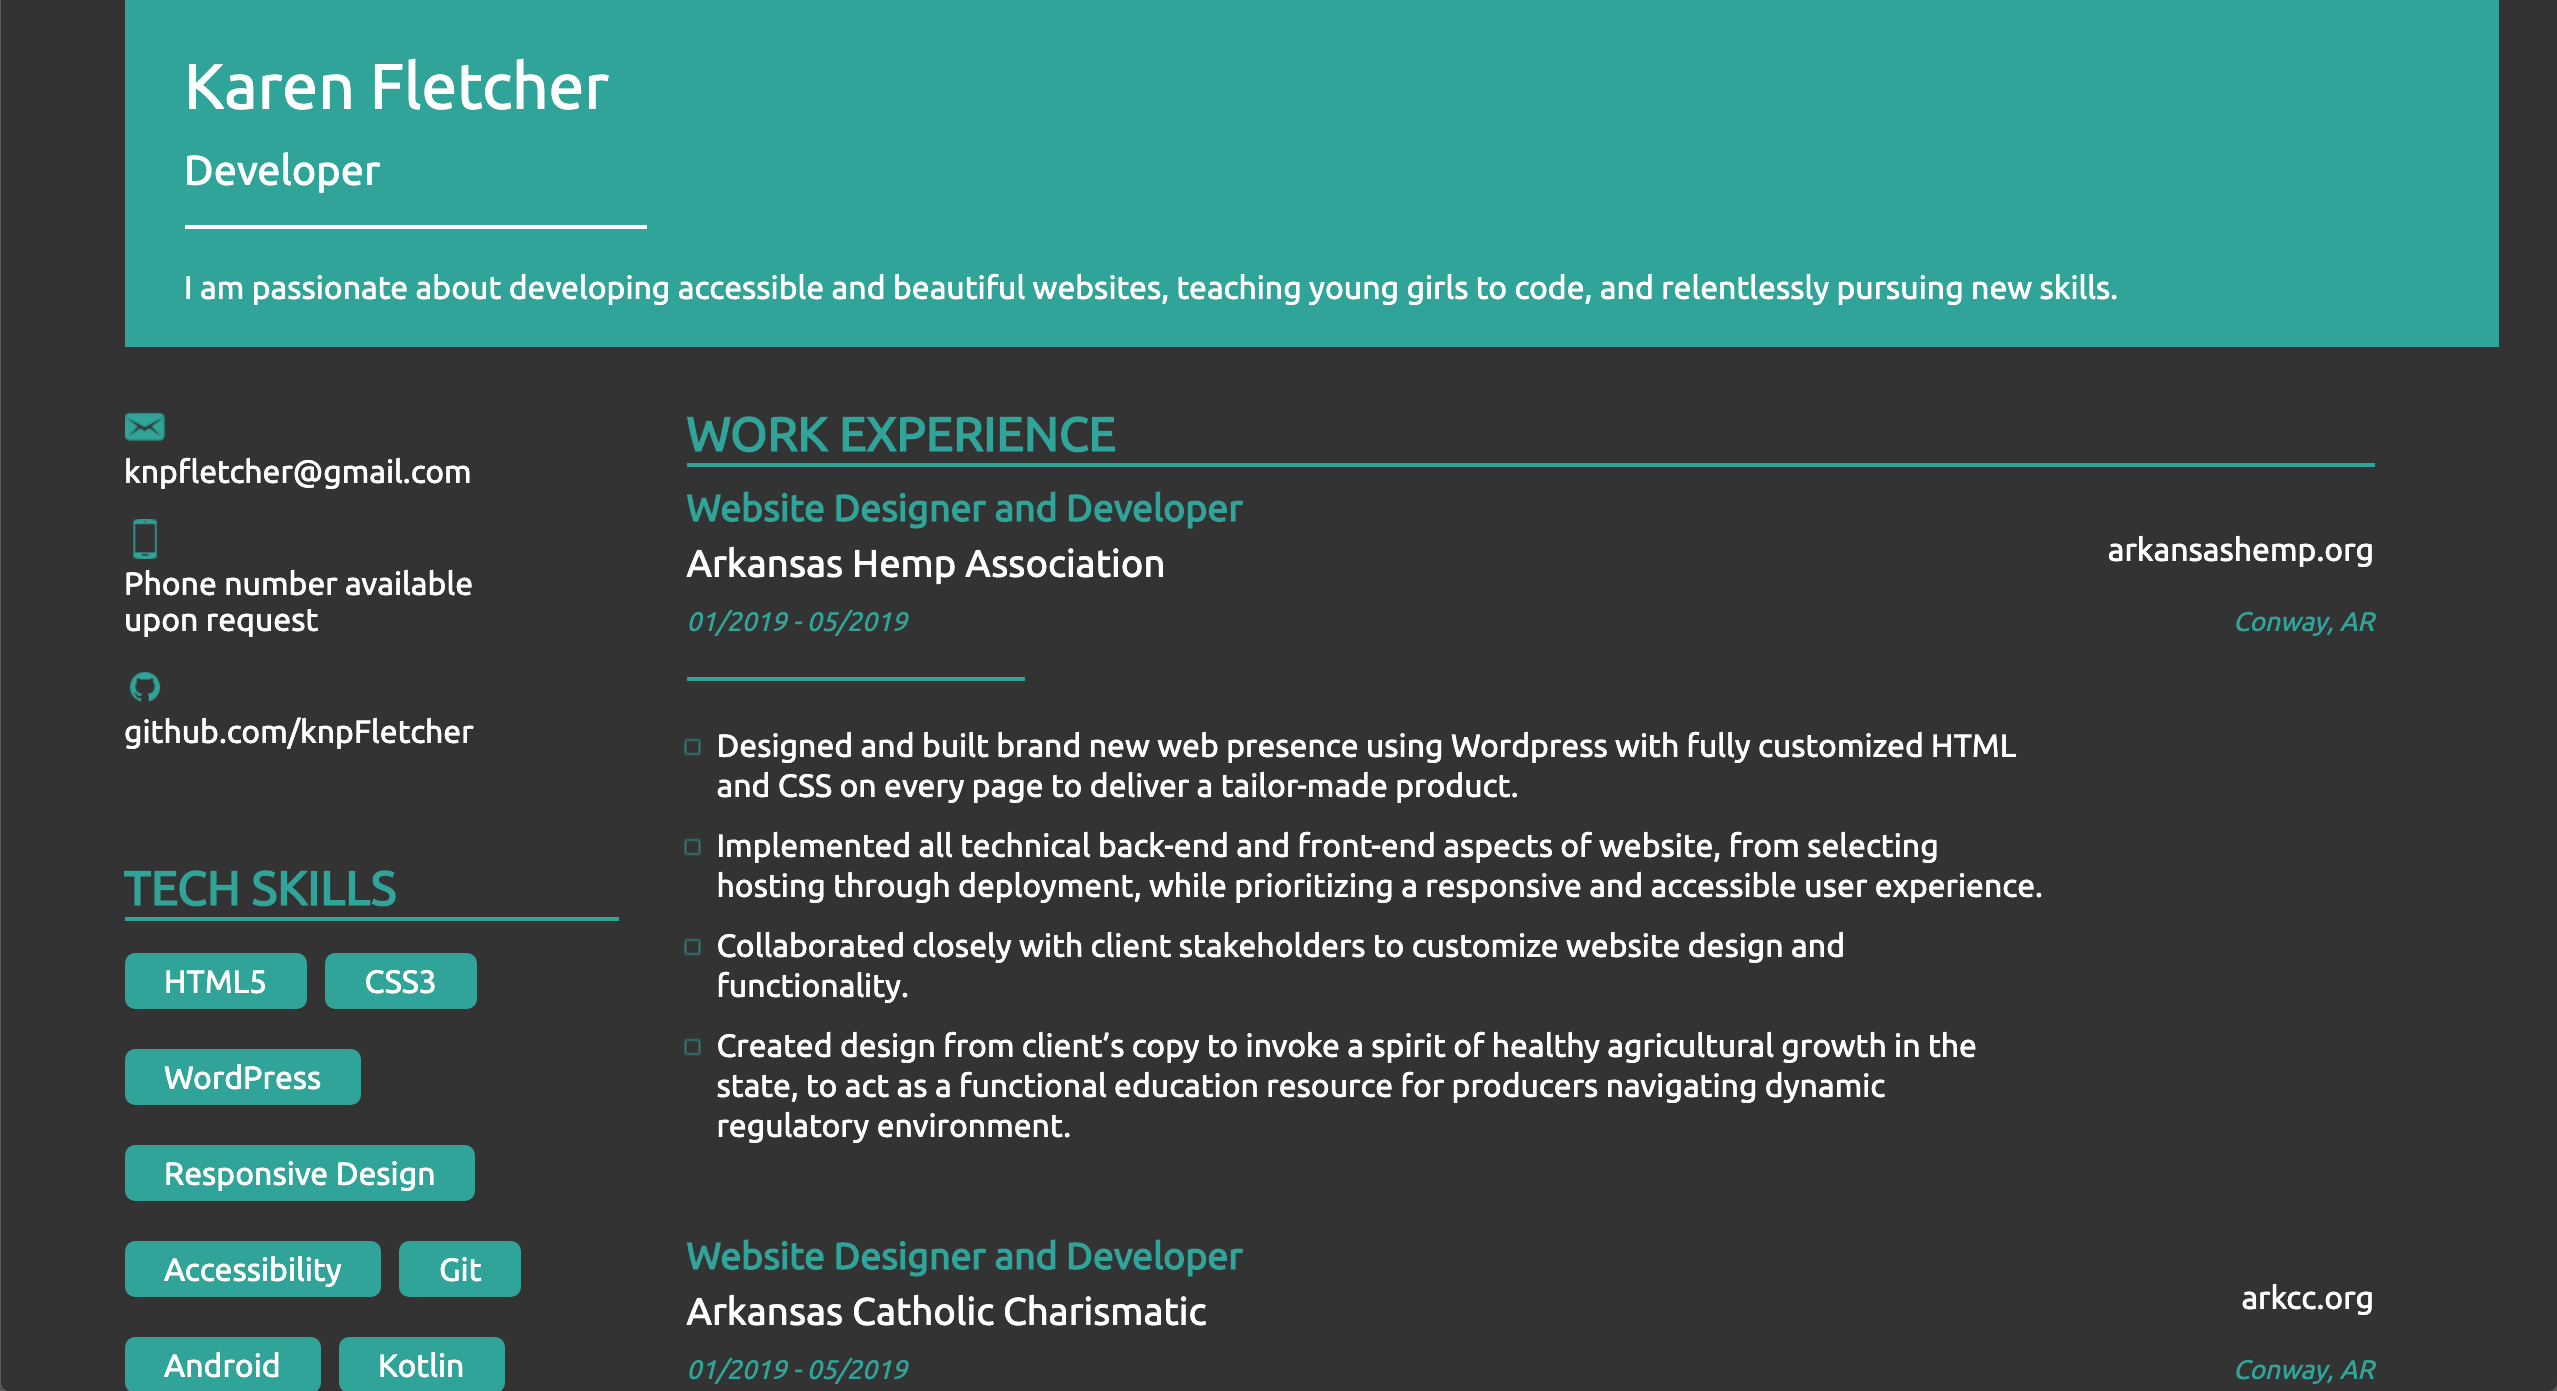 Karen Fletcher
Developer
I am passionate about developing accessible and beautiful websites, teaching young girls to code, and relentlessly pursuing new skills.
knpfletcher@gmail.com
Phone number available
upon request
github.com/knpFletcher
TECH SKILLS
HTML5 CSS3
WordPress
Responsive Design
Accessibility Git
Android Kotlin
WORK EXPERIENCE
Website Designer and Developer
Arkansas Hemp Association
arkansashemp.org
01/2019 - 05/2019
Conway, AR
Designed and built brand new web presence using Wordpress with fully customized HTML
and CSS on every page to deliver a tailor-made product.
Implemented all technical back-end and front-end aspects of website, from selecting
hosting through deployment, while prioritizing a responsive and accessible user experience.
Collaborated closely with client stakeholders to customize website design and
functionality.
Created design from client’s copy to invoke a spirit of healthy agricultural growth in the
state, to act as a functional education resource for producers navigating dynamic
regulatory environment.
Website Designer and Developer
Arkansas Catholic Charismatic
arkcc.org
01/2019 - 05/2019
Conway, AR